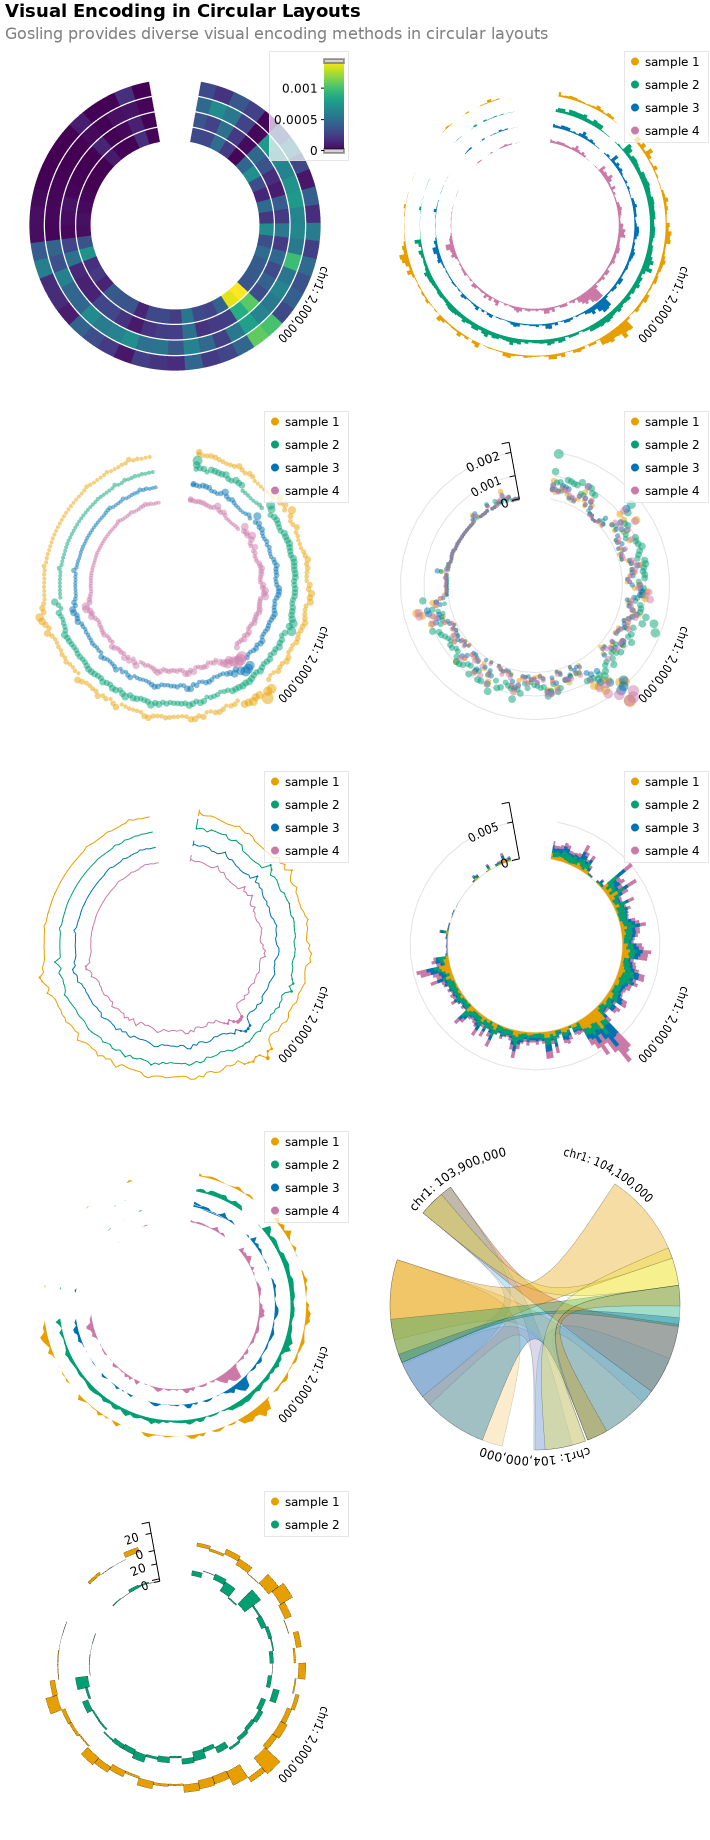 Visual Encoding in Circular Layouts
Gosling provides diverse visual encoding methods in circular layouts
0.001
0.0005
0
chr1: 2,000,000
sample 1
sample 2
sample 3
sample 4
chr1: 2,000,000
sample 1
sample 2
sample 3
sample 4
chr1: 2,000,000
sample 1
sample 2
sample 3
sample 4
0.002
0.001
0
chr1: 2,000,000
sample 1
sample 2
sample 3
sample 4
chr1: 2,000,000
sample 1
sample 2
sample 3
sample 4
0.005
0
chr1: 2,000,000
sample 1
sample 2
sample 3
sample 4
chr1: 2,000,000
chr1: 103,900,000
chr1: 104,100,000
chr1: 104,000,000
sample 1
sample 2
20
0
20
0
chr1: 2,000,000